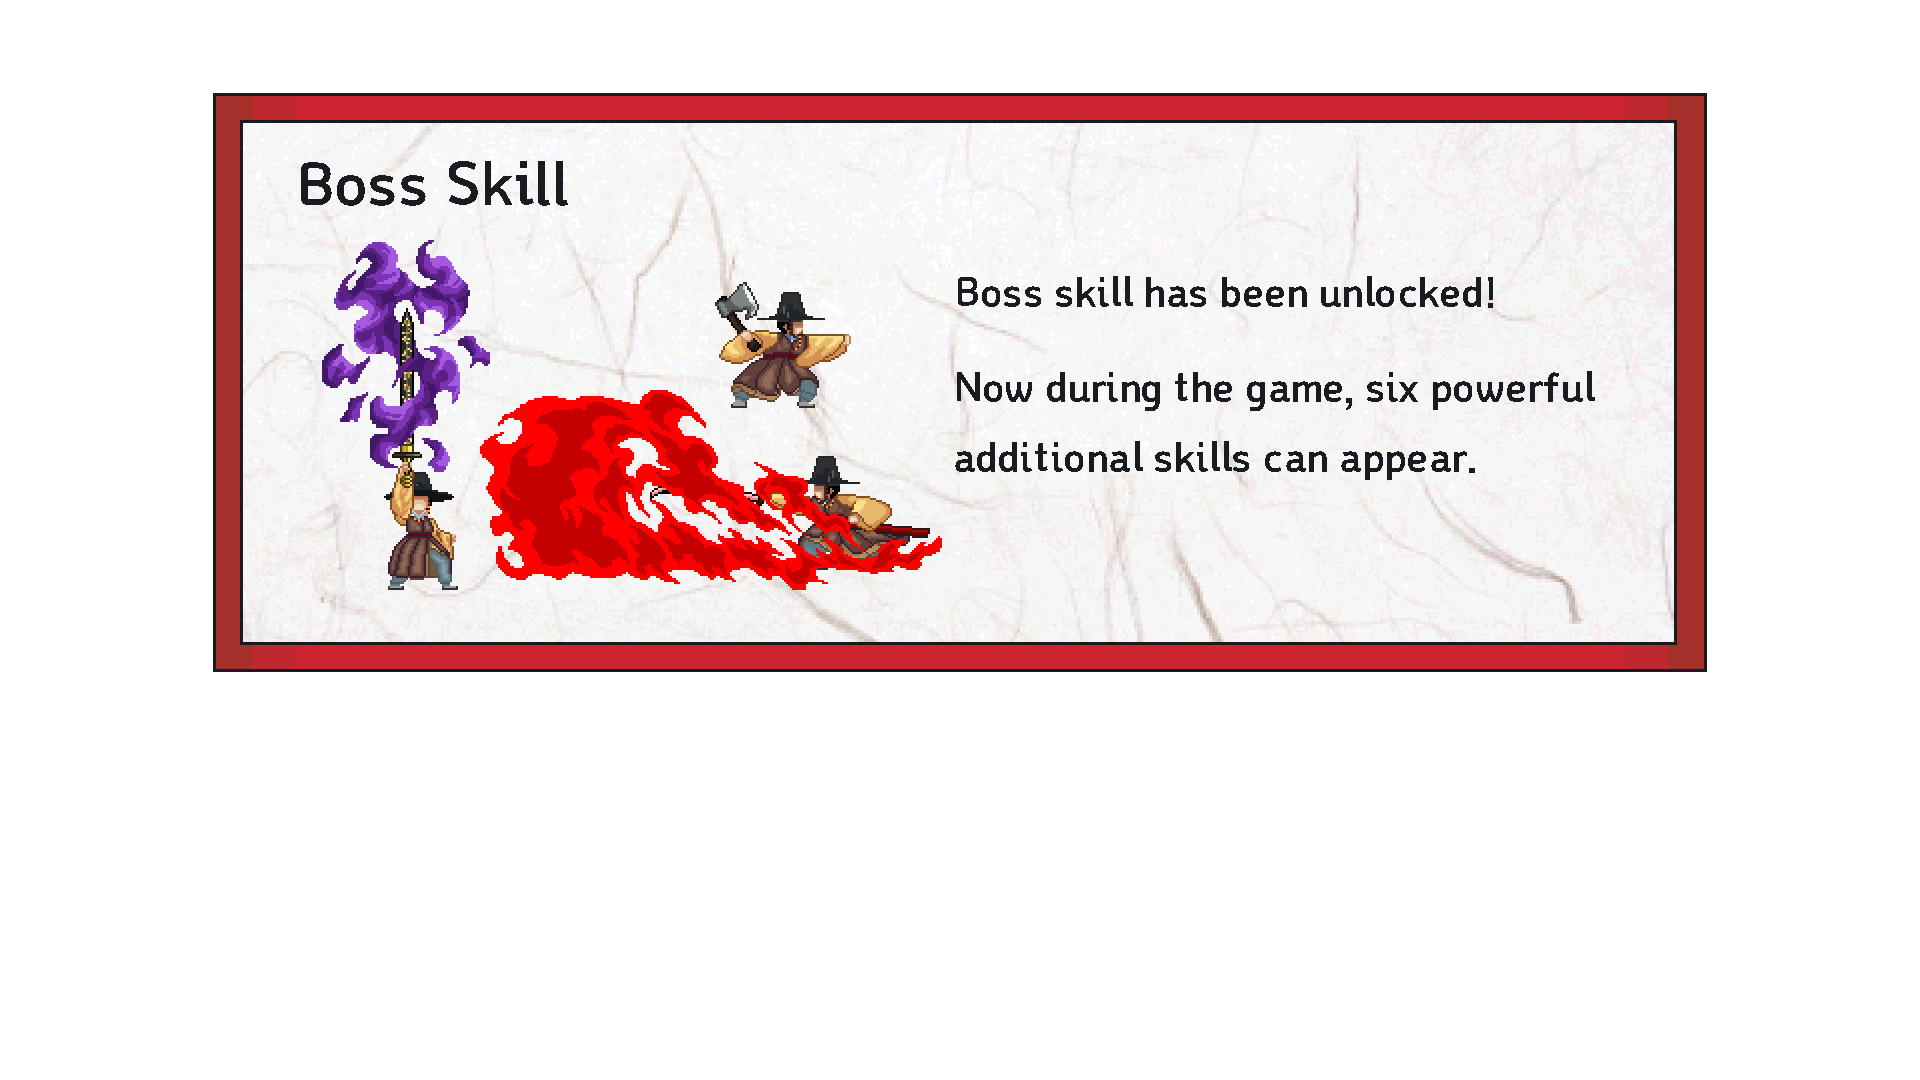 Boss Skill
Boss skill has been unlocked!
Now during the game, six powerful
additional skills can appear.